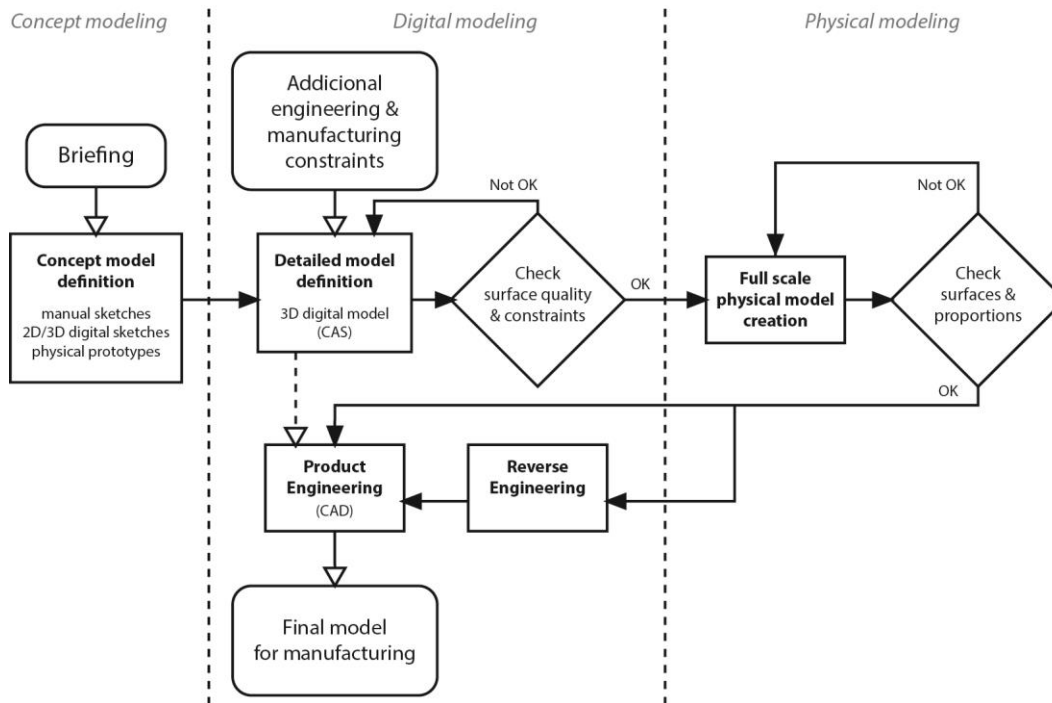 Concept modeling
Digital modeling
Physical modeling
Briefing
Concept model
definition
manual sketches
2D/3D digital sketches
physical prototypes
Addicional
engineering &
manufacturing
constraints
Not OK
Detailed model
definition
3D digital model
(CAS)
Check
surface quality
& constraints
OK
Not OK
Full scale
physical model
creation
Check
surfaces &
proportions
OK
Product
Engineering
(CAD)
Reverse
Engineering
Final model
for manufacturing